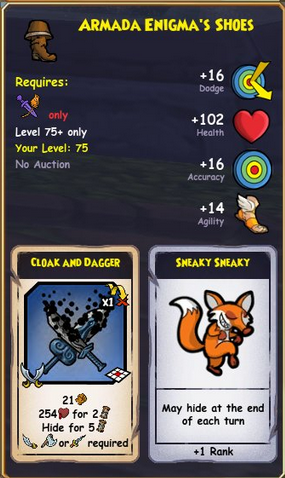 ARMADA ENIGMA'S SHOES
Requires:
only
Level 75+ only
Your Level: 75
No Auction
+16
Dodge
+102
Health
+16
Accuracy
+14
Agility
CLOAK AND DAGGER
x1
21
254 for 2
Hide for 5
or required
SNEAKY SNEAKY
May hide at the end
of each turn
+1 Rank